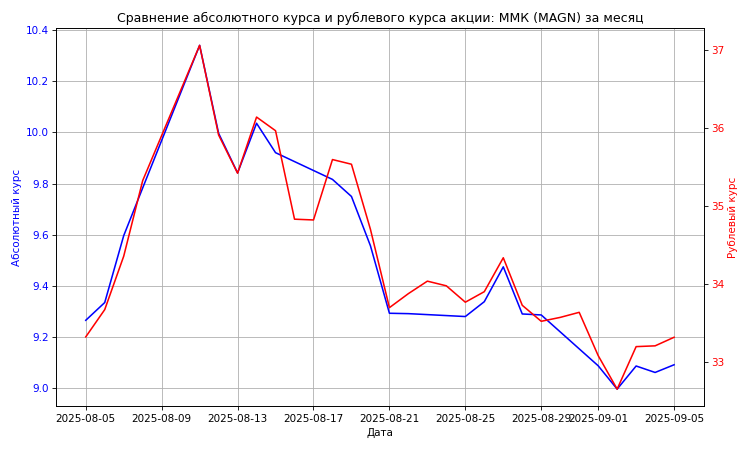 Сравнение абсолютного курса и рублевого курса акции: ММК (MAGN) за месяц
10.4
10.2
10.0
9.8
9.6
9.4
9.2
9.0
Абсолютный курс
37
36
35
34
33
Рублевый курс
2025-08-05 2025-08-09 2025-08-13 2025-08-17 2025-08-21 2025-08-25 2025-08-29 2025-09-01 2025-09-05
Дата